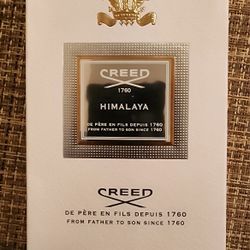 CREED
1760
HIMALAYA
DE PÈRE EN FILS DEPUIS 1760
FROM FATHER TO SON SINCE 1760
CREED
DE PÈRE EN FILS DEPUIS 1760
FROM FATHER TO SON SINCE 1760